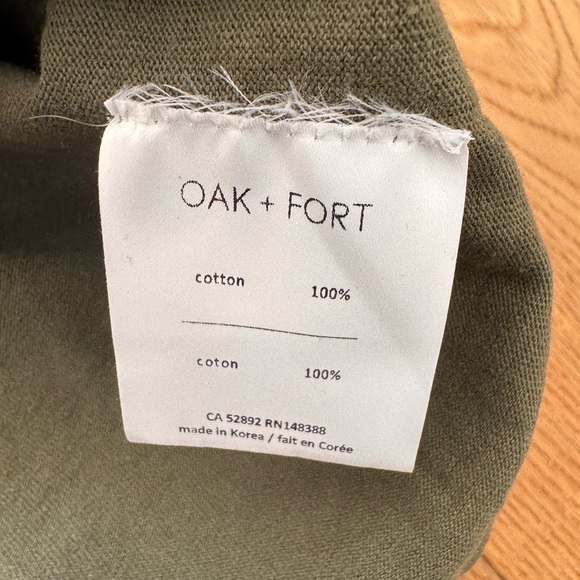 OAK + FORT
cotton 100%
coton 100%
CA 52892 RN148388
made in Korea / fait en Corée